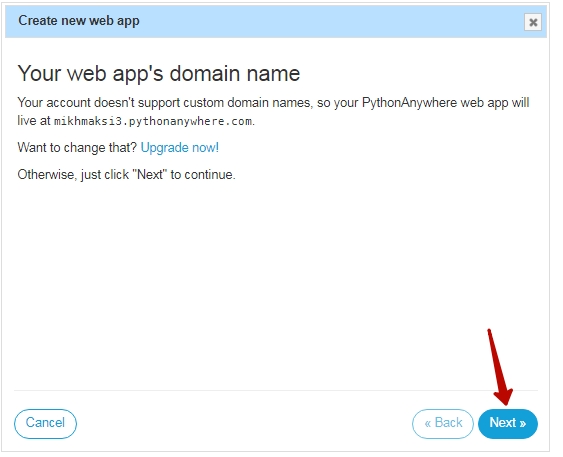 Create new web app
Your web app's domain name
Your account doesn't support custom domain names, so your PythonAnywhere web app will
live at mikhmaksi3.pythonanywhere.com.
Want to change that? Upgrade now!
Otherwise, just click "Next" to continue.
Cancel
« Back
Next »